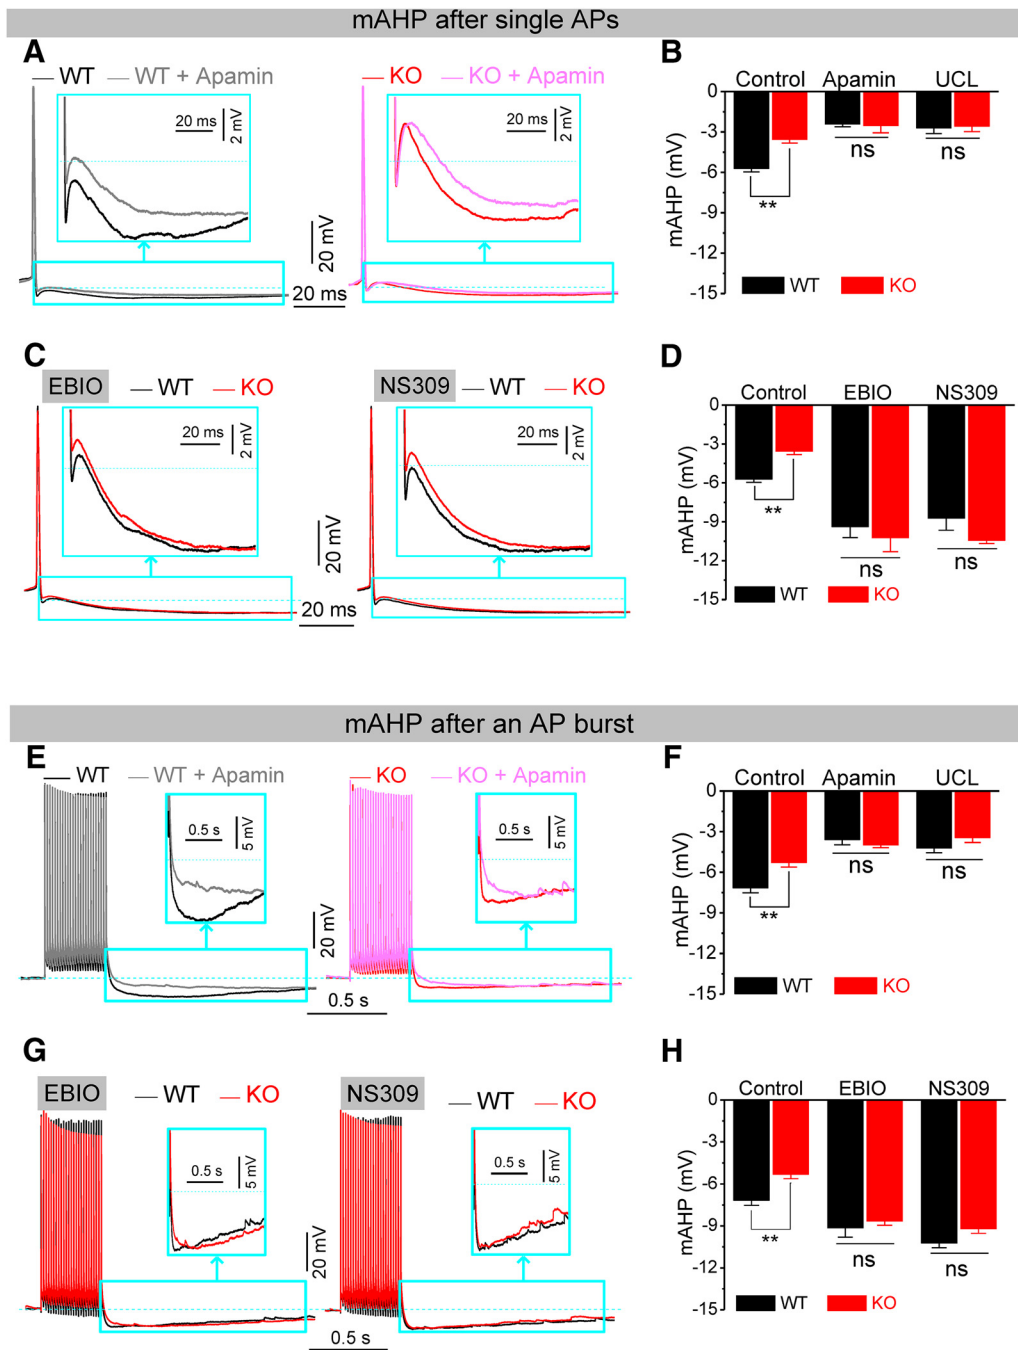 mAHP after single APs
A
WT WT + Apamin
KO KO + Apamin
20 ms
2 mV
20 ms
2 mV
20 mV
20 ms
B
Control Apamin UCL
0
-3
-6
-9
-12
-15
mAHP (mV)
**
ns
ns
WT KO
C
EBIO WT KO
NS309 WT KO
20 ms
2 mV
20 ms
2 mV
20 mV
20 ms
D
Control EBIO NS309
0
-3
-6
-9
-12
-15
mAHP (mV)
**
ns
ns
WT KO
mAHP after an AP burst
E
WT WT + Apamin
KO KO + Apamin
0.5 s
5 mV
0.5 s
5 mV
20 mV
0.5 s
F
Control Apamin UCL
0
-3
-6
-9
-12
-15
mAHP (mV)
**
ns
ns
WT KO
G
EBIO WT KO
NS309 WT KO
0.5 s
5 mV
0.5 s
5 mV
20 mV
0.5 s
H
Control EBIO NS309
0
-3
-6
-9
-12
-15
mAHP (mV)
**
ns
ns
WT KO